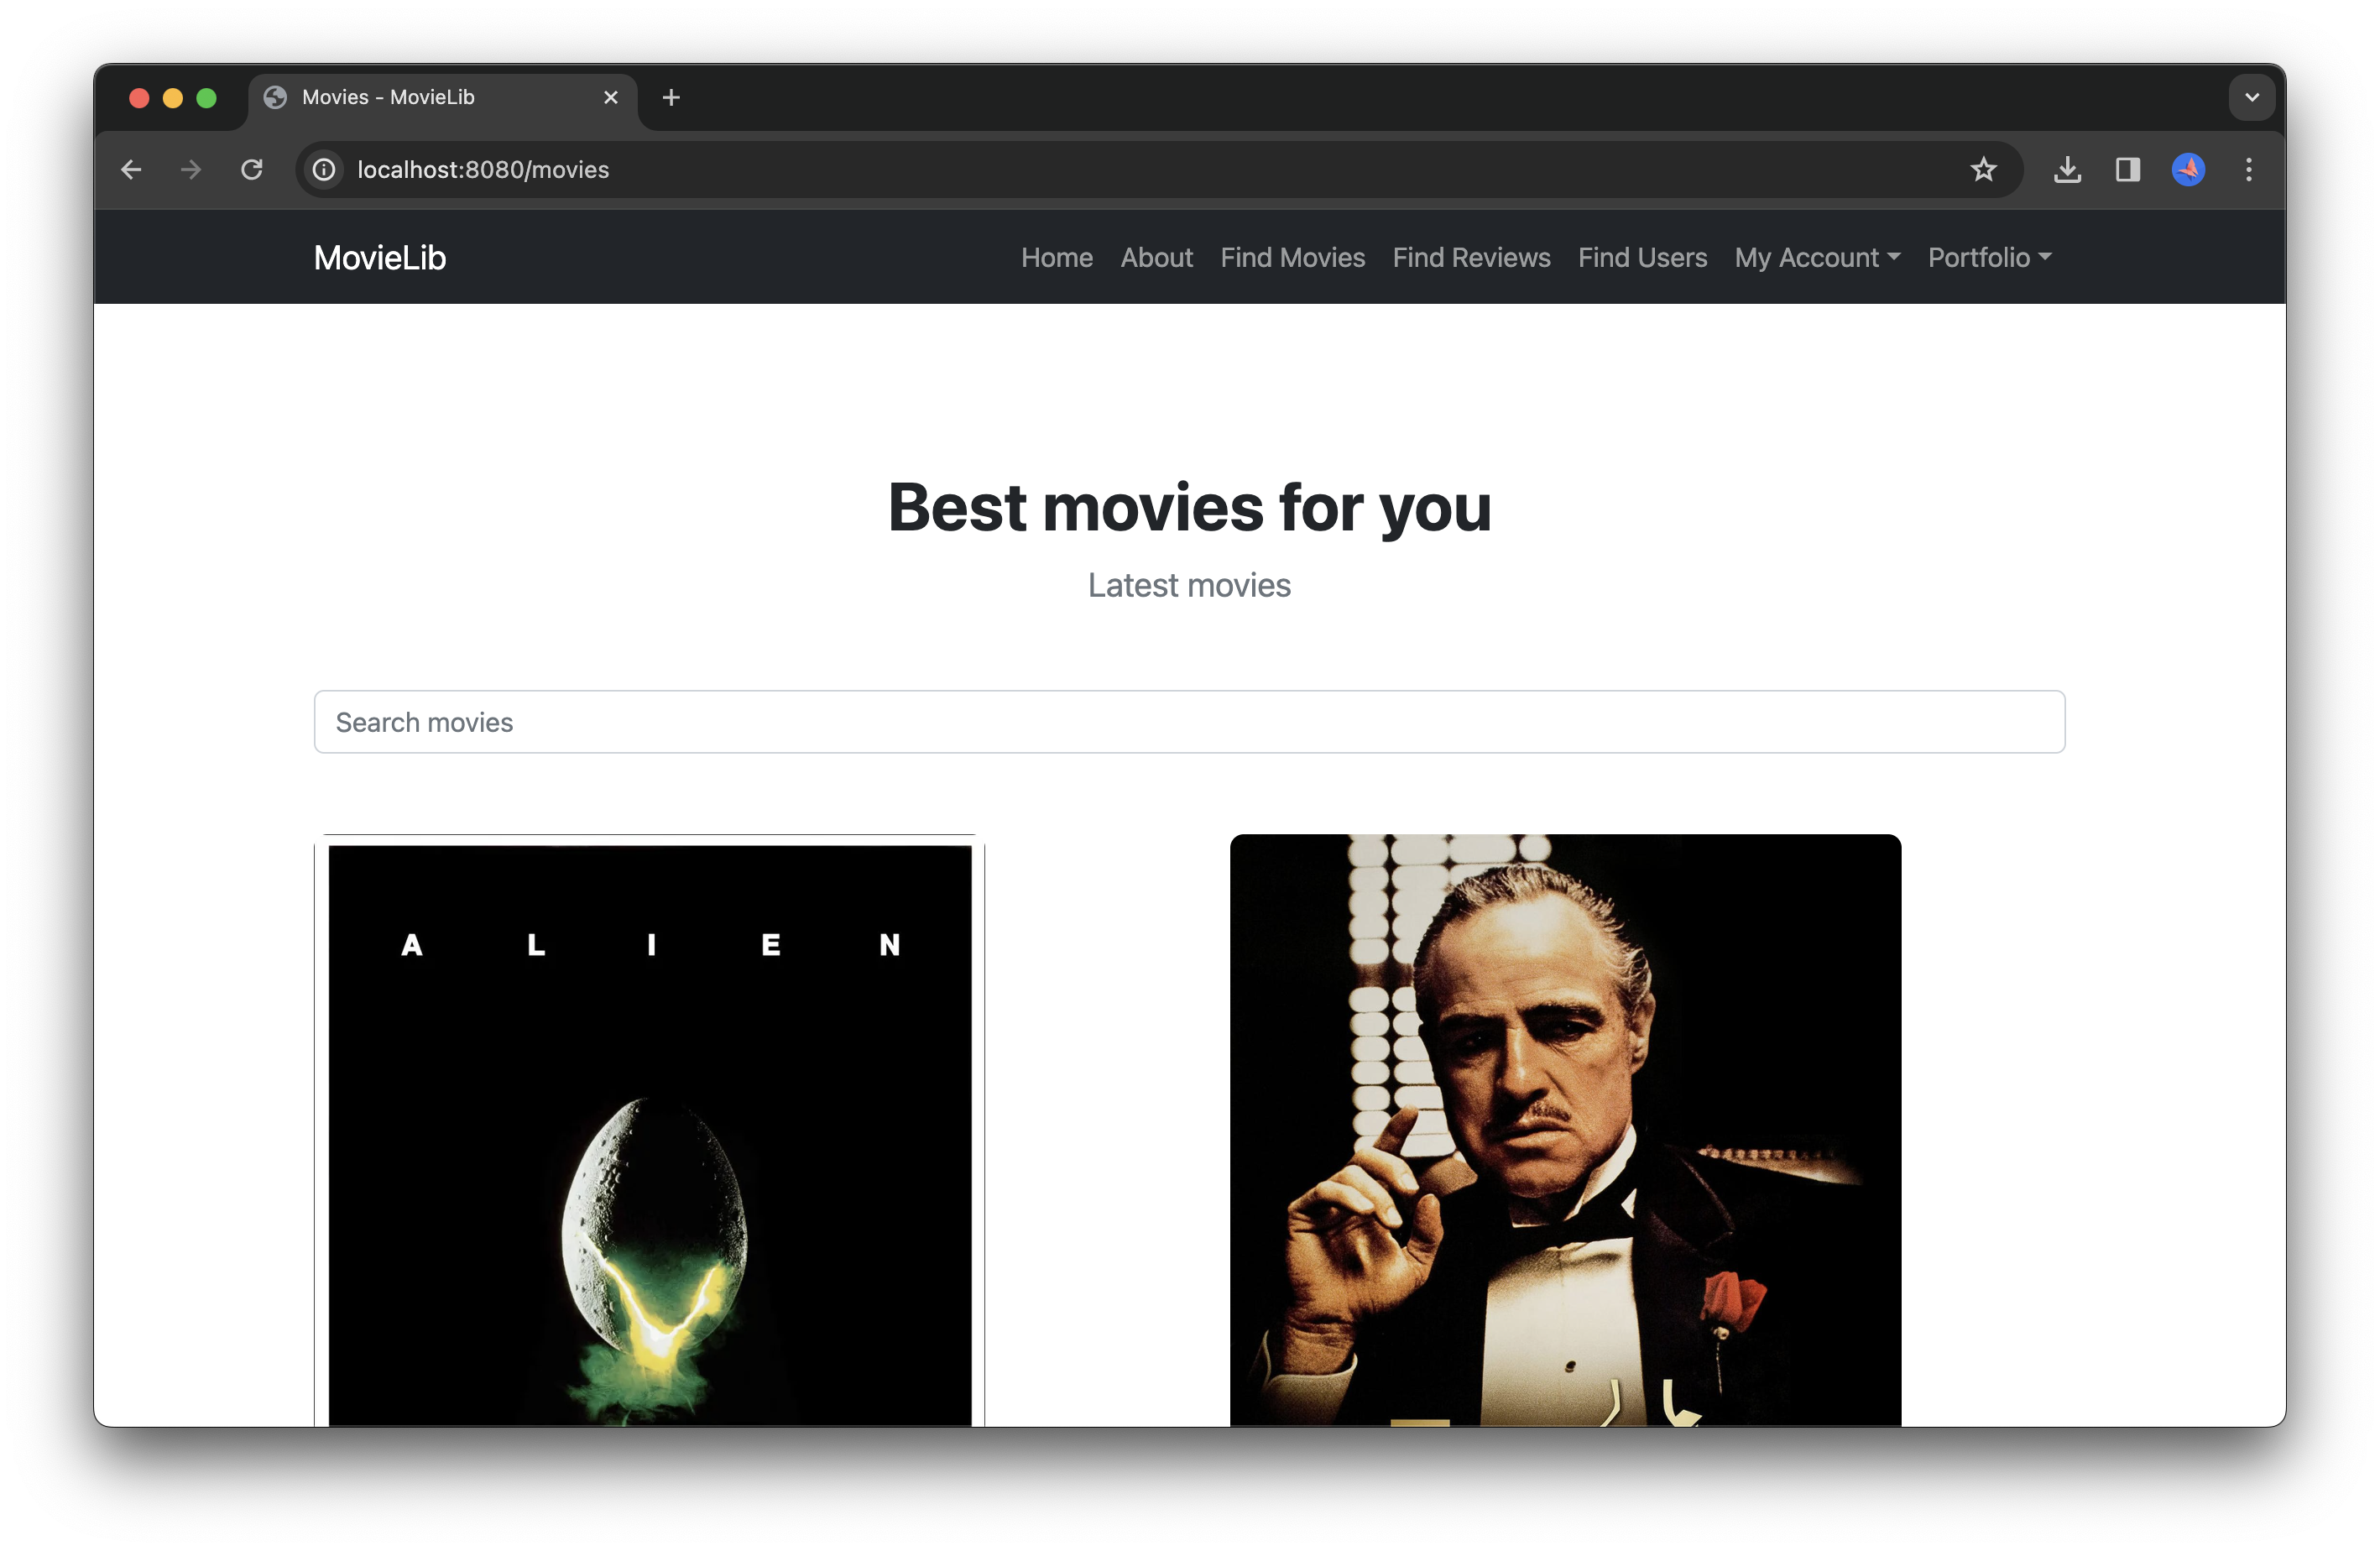 Movies - MovieLib
localhost:8080/movies
MovieLib
Home About Find Movies Find Reviews Find Users My Account Portfolio
Best movies for you
Latest movies
Search movies
A L I E N